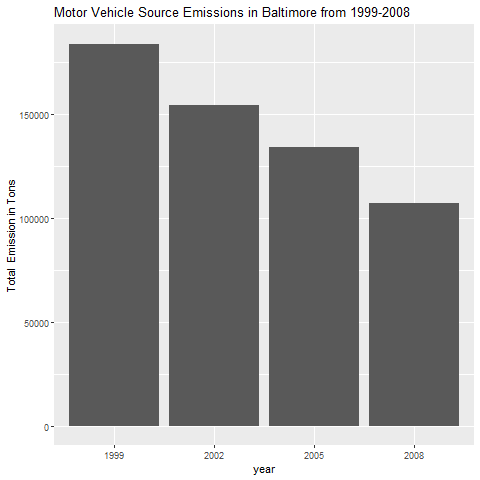 Motor Vehicle Source Emissions in Baltimore from 1999-2008
Total  Emission in Tons
150000
100000
50000
0
1999 2002 2005 2008
year